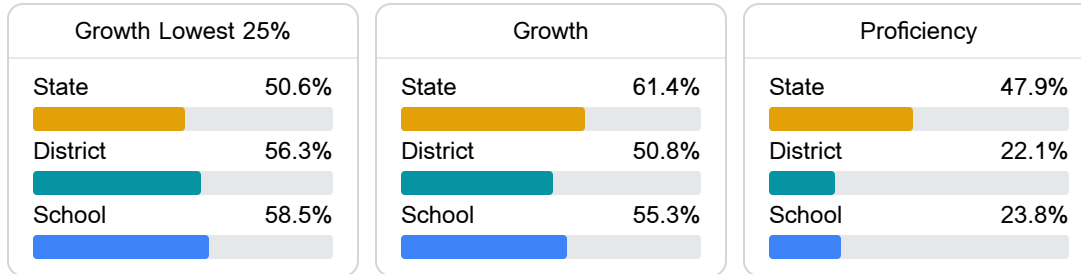 Growth Lowest 25%
State 50.6%
District 56.3%
School 58.5%
Growth
State 61.4%
District 50.8%
School 55.3%
Proficiency
State 47.9%
District 22.1%
School 23.8%